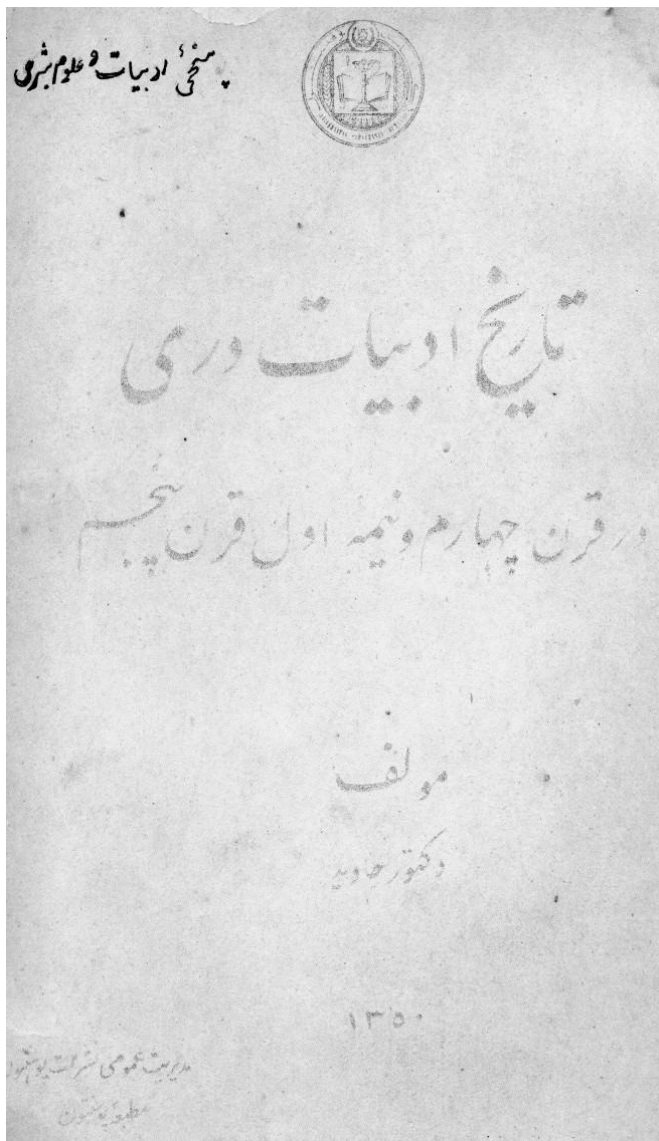 پوهنځی ادبیات و علوم بشری
تاریخ ادبیات دری
در قرن چهارم و نیمه اول قرن پنجم
مولف
دکتور جاوید
۱۳۵۰
مدیریت عمومی نشرات پوهنتون
مطبعه پوهنتون